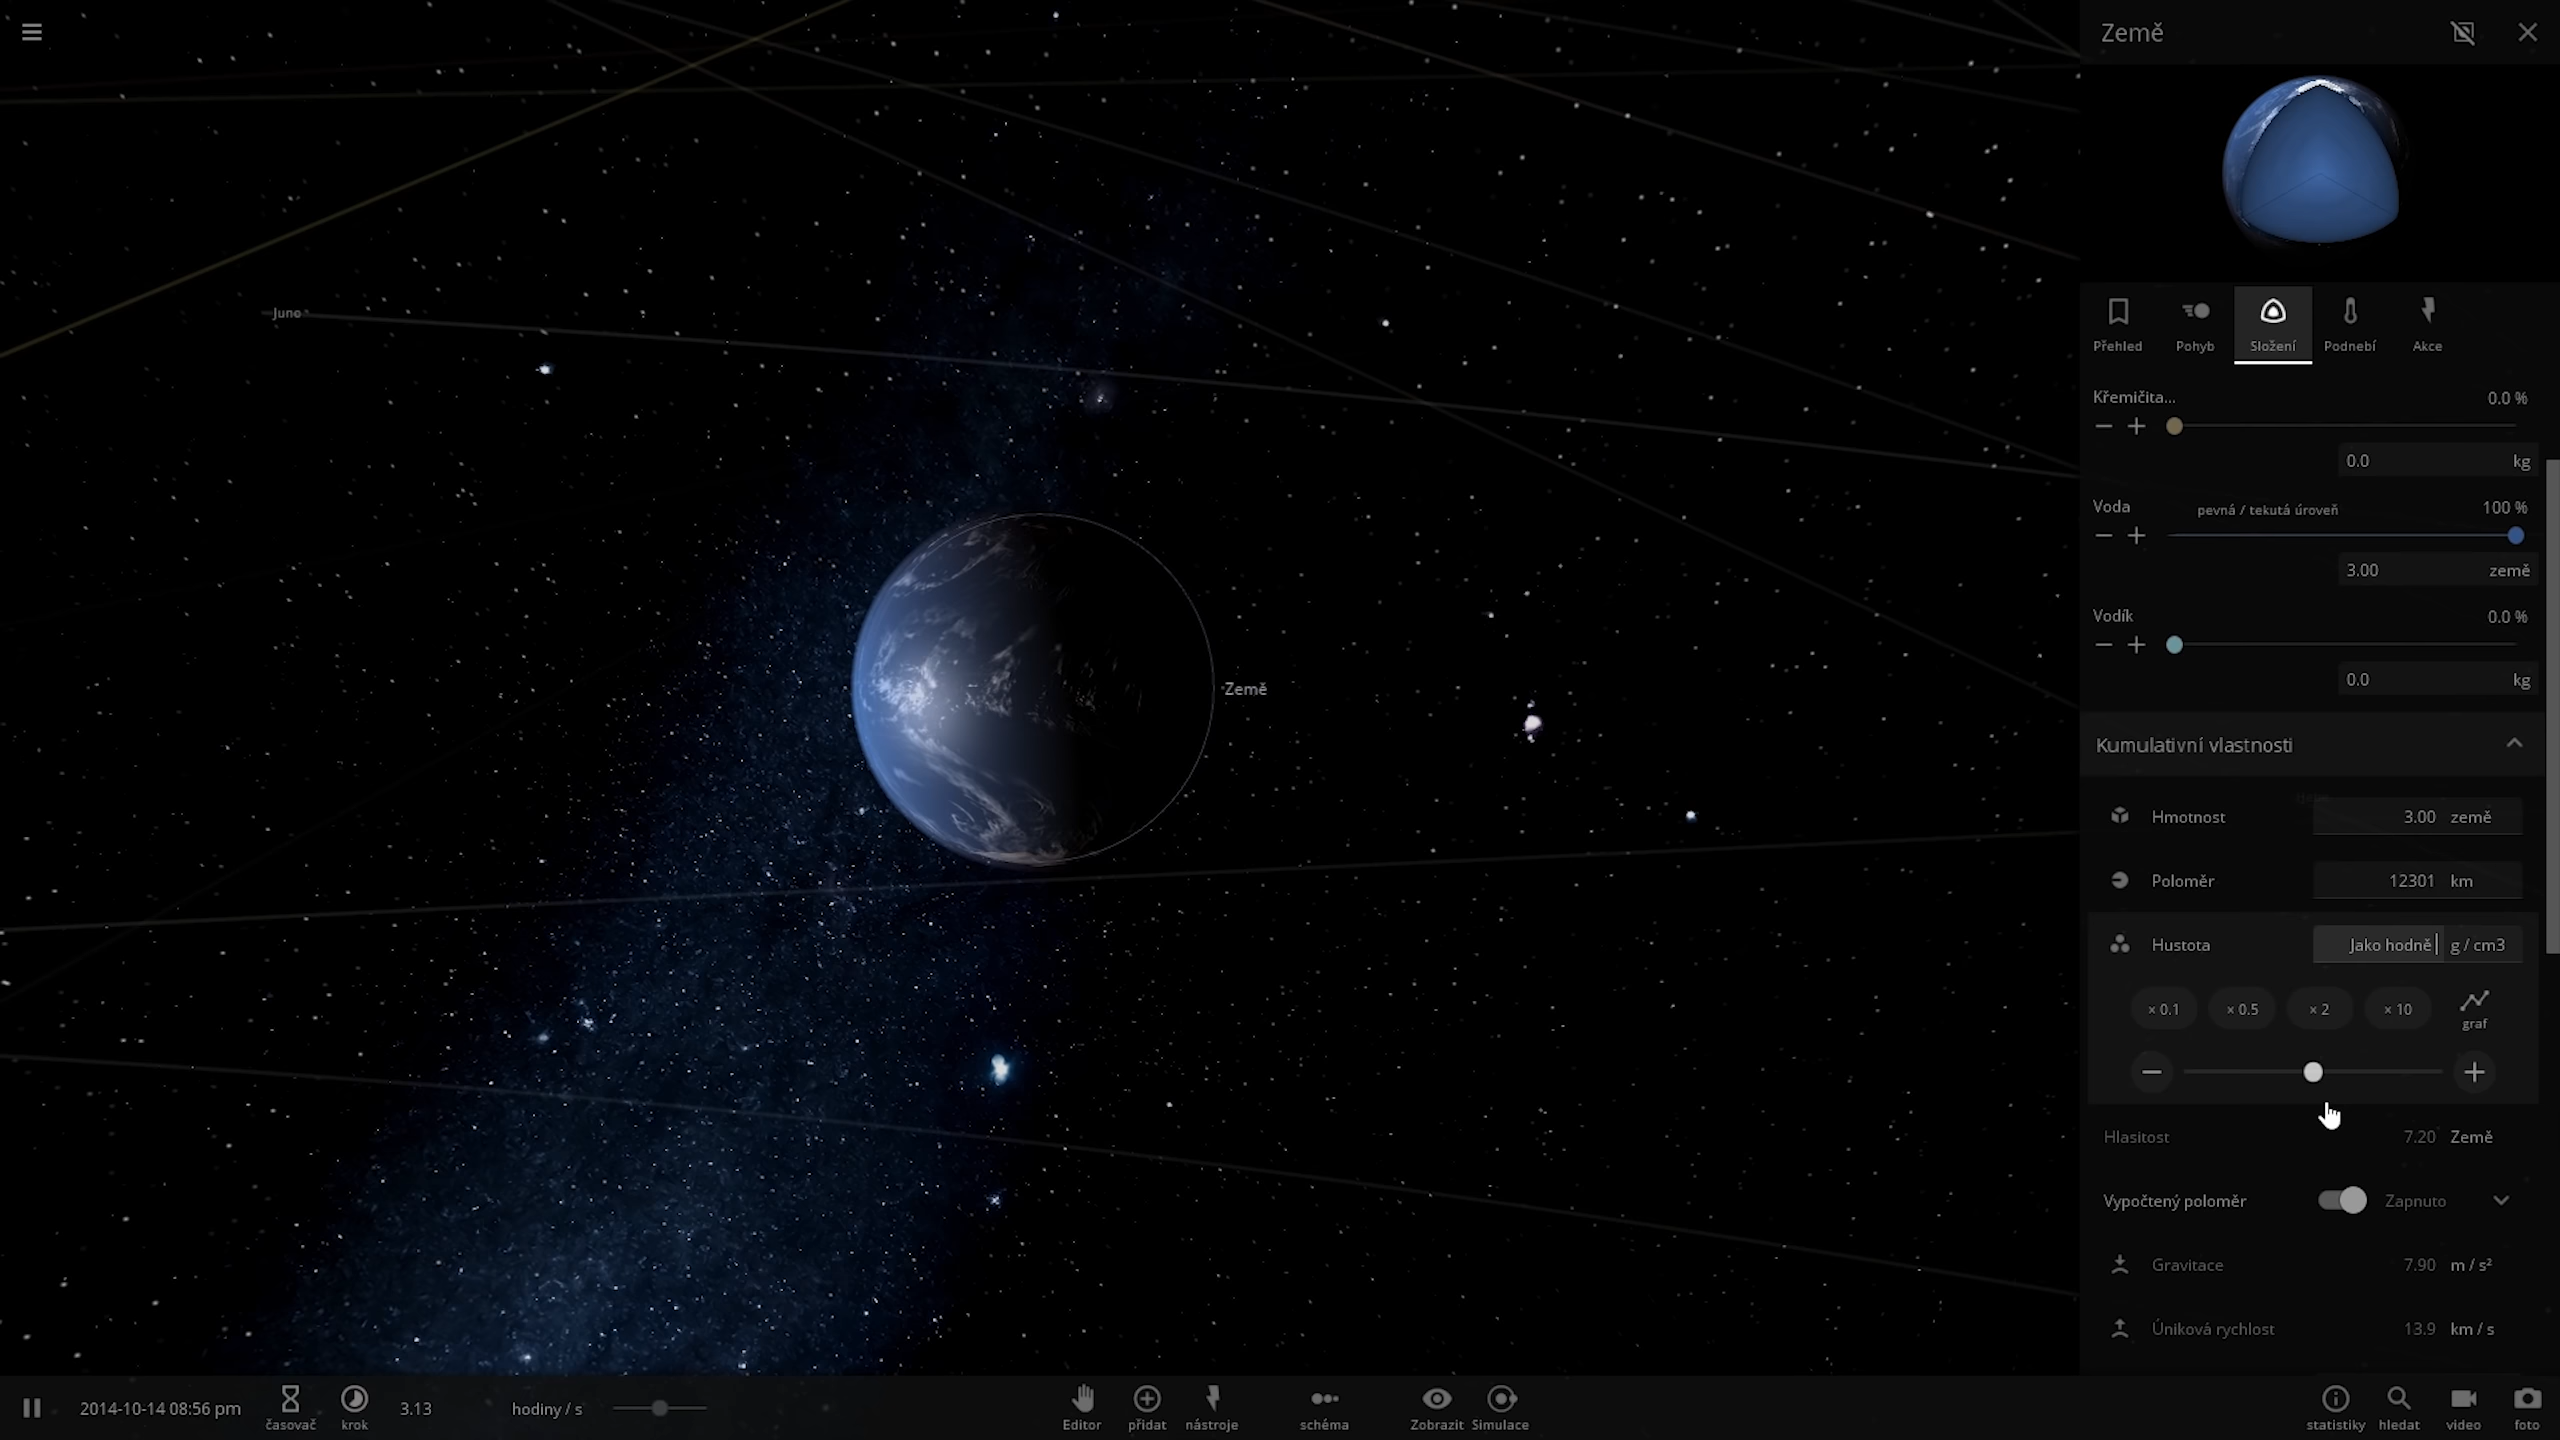 Země
Juno
Země
Přehled
Pohyb
Složení
Podnebí
Akce
Křemičita...
0.0 %
0.0 kg
Voda
pevná / tekutá úroveň
100 %
3.00 země
Vodík
0.0 %
0.0 kg
Kumulativní vlastnosti
Hmotnost 3.00 země
Poloměr 12301 km
Hustota Jako hodně g / cm3
× 0.1 × 0.5 × 2 × 10 graf
Hlasitost 7.20 Země
Vypočtený poloměr Zapnuto
Gravitace 7.90 m / s²
Úniková rychlost 13.9 km / s
2014-10-14 08:56 pm
časovač
krok
3.13 hodiny / s
Editor
přidat
nástroje
schéma
Zobrazit
Simulace
statistiky
hledat
video
foto